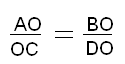 AO/OC = BO/DO